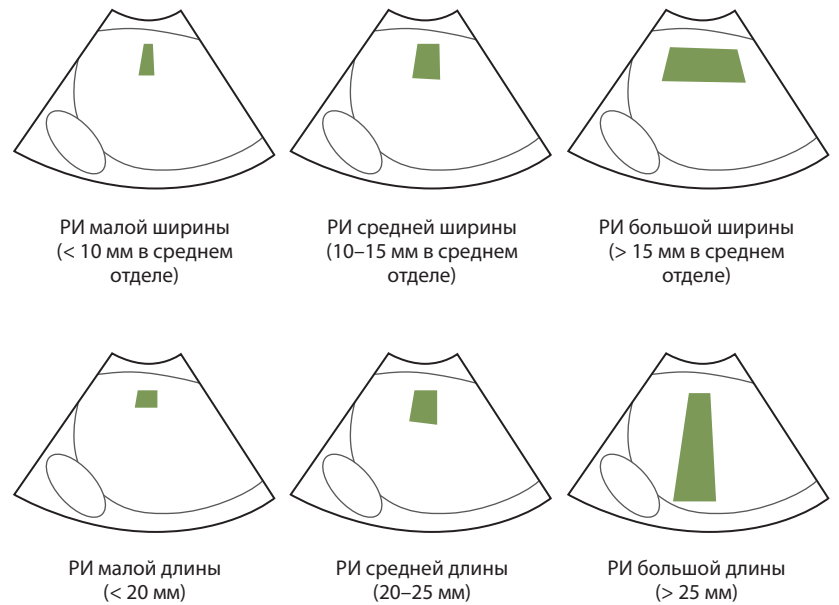 РИ малой ширины
(< 10 мм в среднем
отделе)
РИ средней ширины
(10–15 мм в среднем
отделе)
РИ большой ширины
(> 15 мм в среднем
отделе)
РИ малой длины
(< 20 мм)
РИ средней длины
(20–25 мм)
РИ большой длины
(> 25 мм)